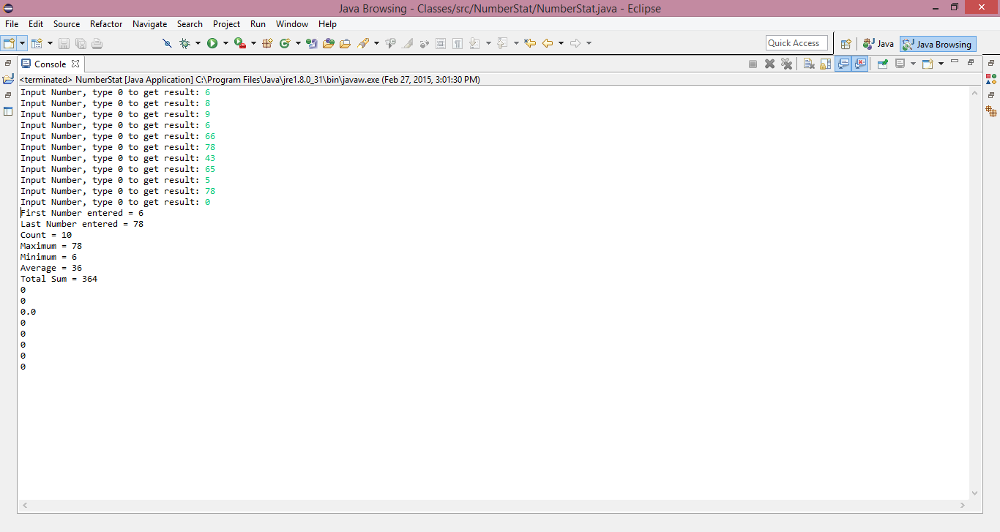 Java Browsing - Classes/src/NumberStat/NumberStat.java - Eclipse
File Edit Source Refactor Navigate Search Project Run Window Help
Quick Access Java Java Browsing
Console
<terminated> NumberStat [Java Application] C:\Program Files\Java\jre1.8.0_31\bin\javaw.exe (Feb 27, 2015, 3:01:30 PM)
Input Number, type 0 to get result: 6
Input Number, type 0 to get result: 8
Input Number, type 0 to get result: 9
Input Number, type 0 to get result: 6
Input Number, type 0 to get result: 66
Input Number, type 0 to get result: 78
Input Number, type 0 to get result: 43
Input Number, type 0 to get result: 65
Input Number, type 0 to get result: 5
Input Number, type 0 to get result: 78
Input Number, type 0 to get result: 0
First Number entered = 6
Last Number entered = 78
Count = 10
Maximum = 78
Minimum = 6
Average = 36
Total Sum = 364
0
0
0.0
0
0
0
0
0